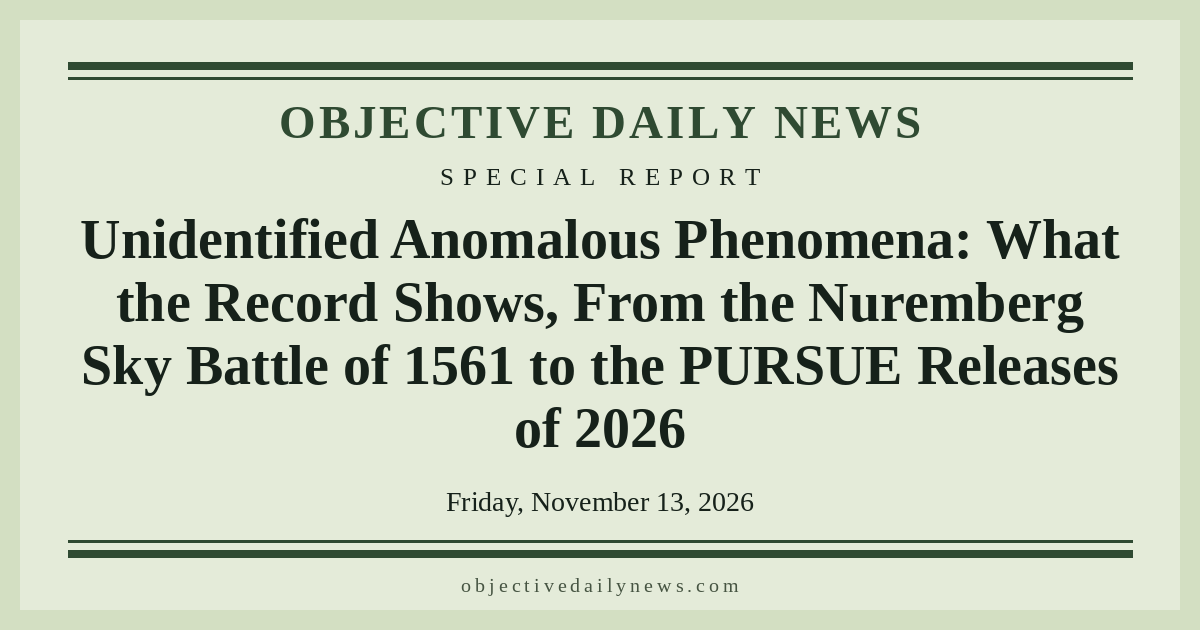 OBJECTIVE DAILY NEWS
SPECIAL REPORT
Unidentified Anomalous Phenomena: What
the Record Shows, From the Nuremberg
Sky Battle of 1561 to the PURSUE Releases
of 2026
Friday, November 13, 2026
objectivedailynews.com